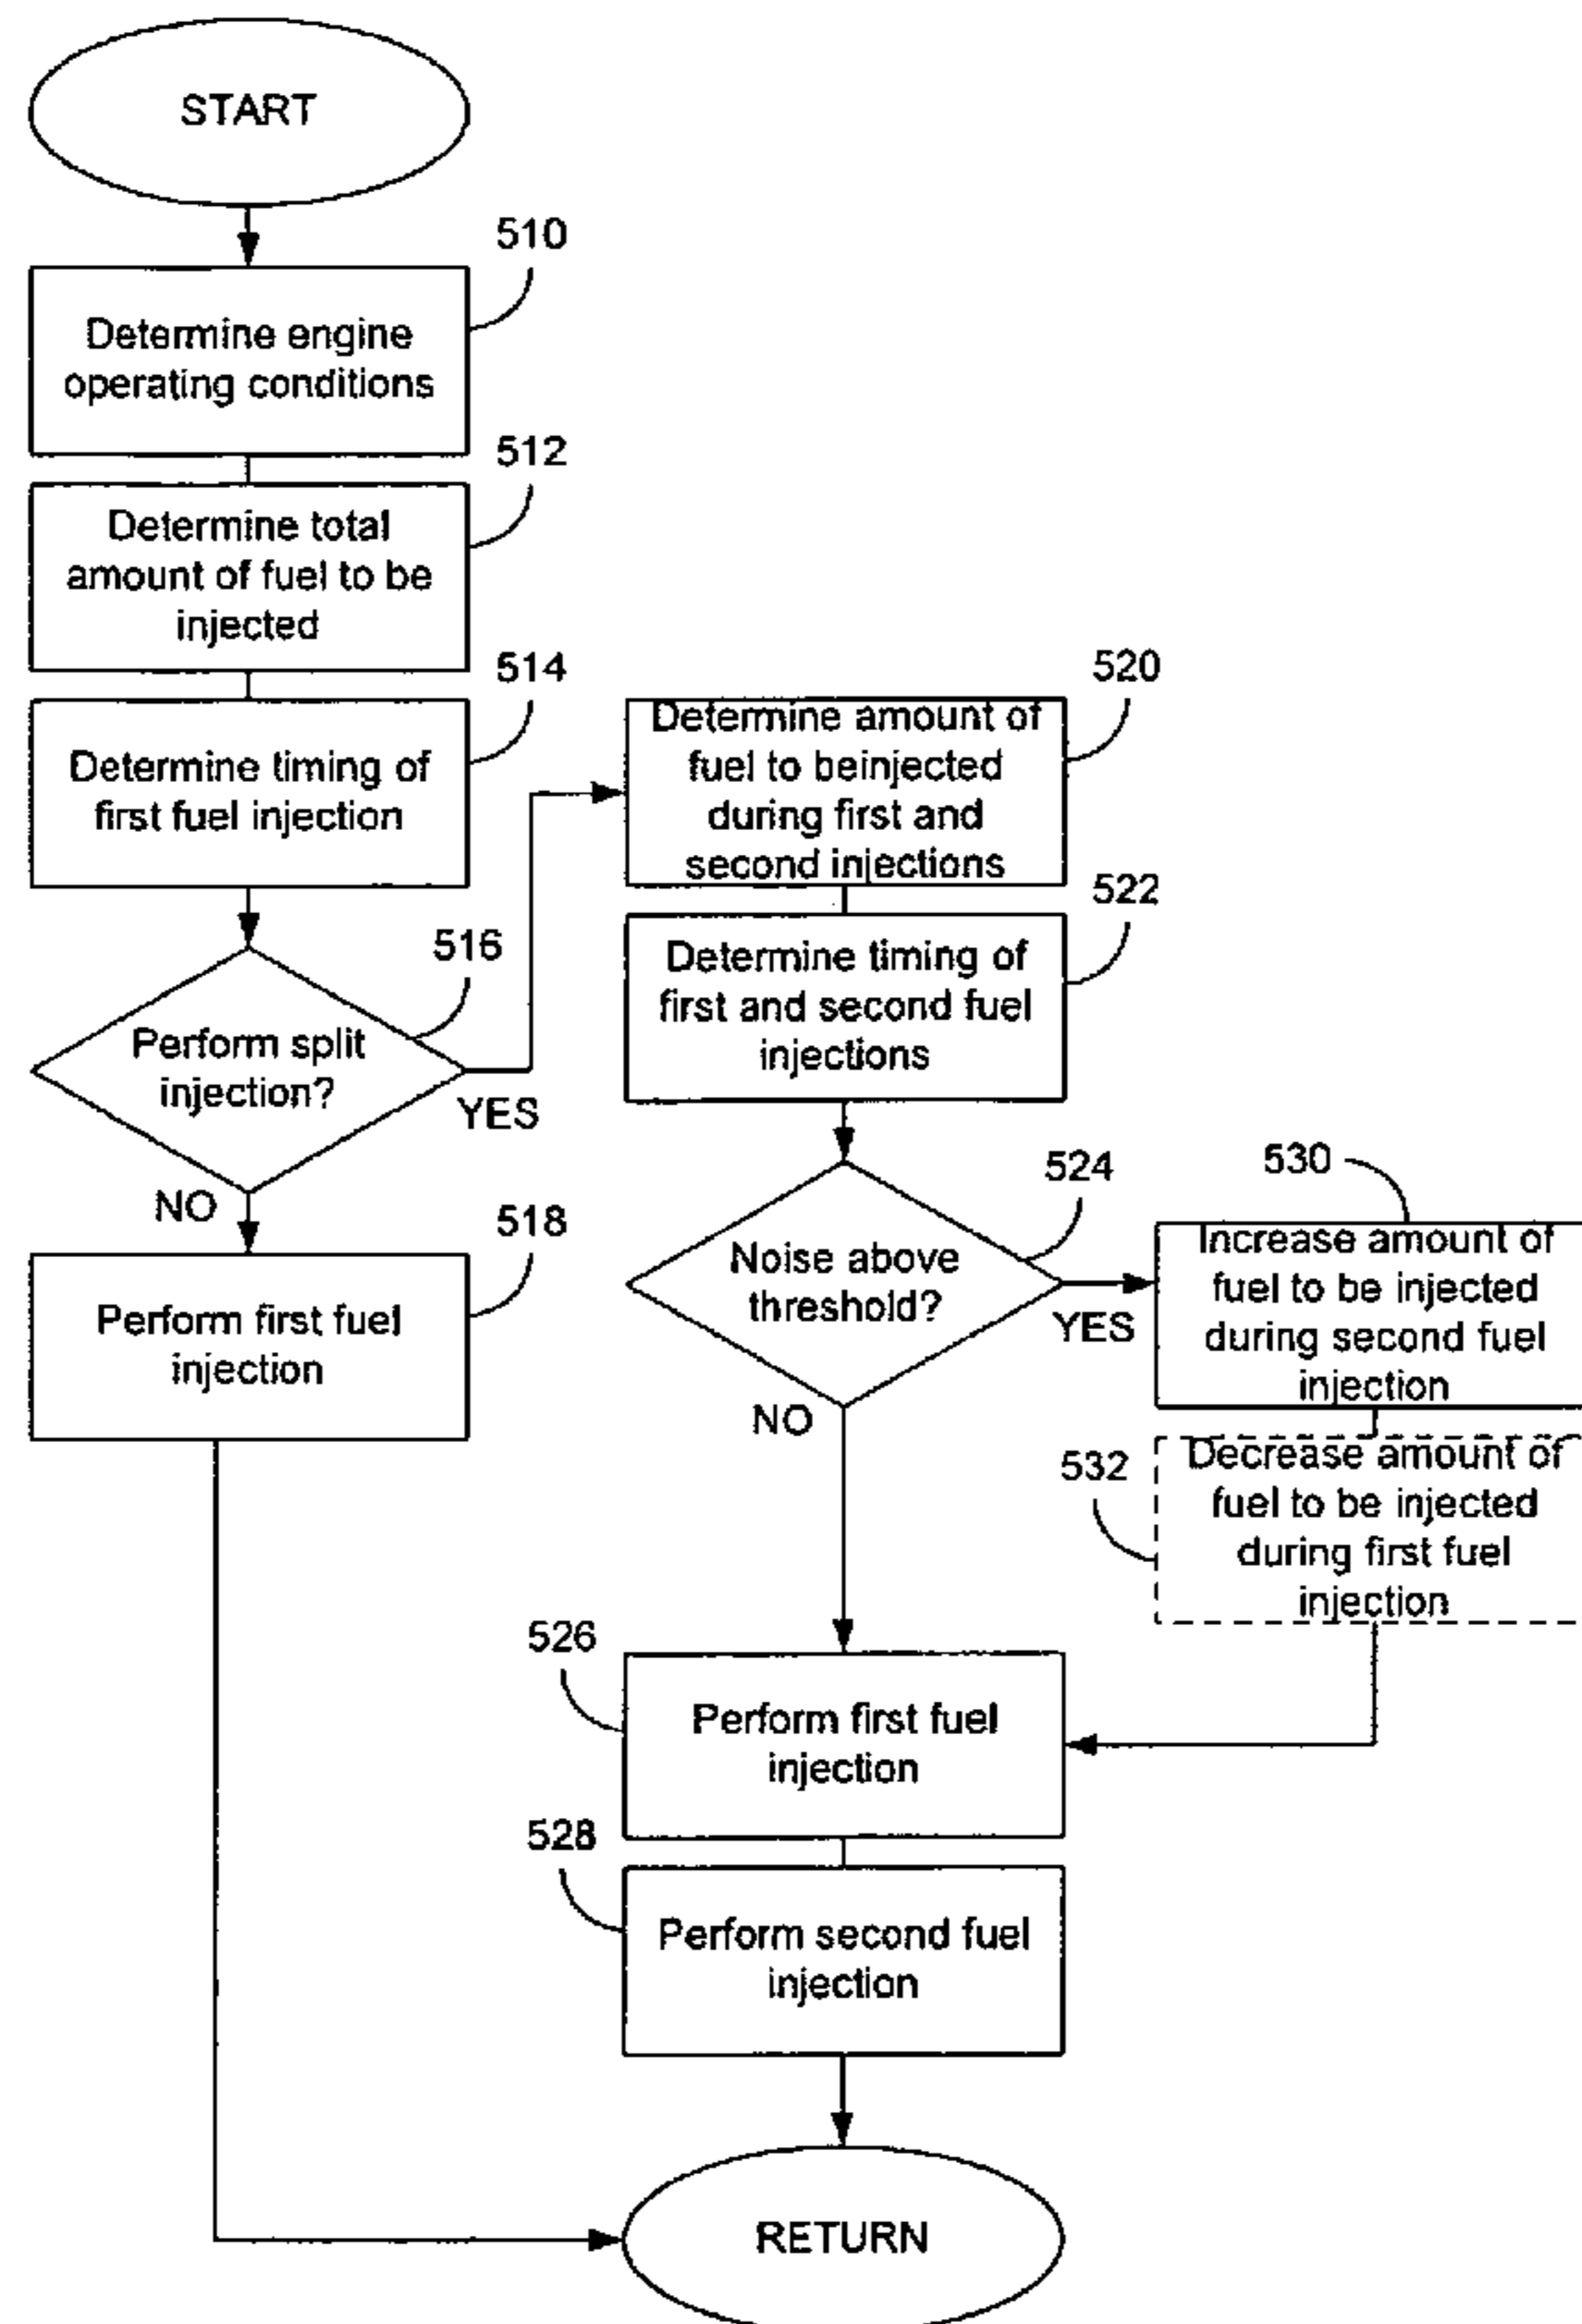 START
510
Determine engine
operating conditions
512
Determine total
amount of fuel to be
injected
514
Determine timing of
first fuel injection
516
Perform split
injection?
YES
NO
518
Perform first fuel
injection
520
Determine amount of
fuel to beinjected
during first and
second injections
522
Determine timing of
first and second fuel
injections
524
Noise above
threshold?
YES
NO
530
Increase amount of
fuel to be injected
during second fuel
injection
532
Decrease amount of
fuel to be injected
during first fuel
injection
526
Perform first fuel
injection
528
Perform second fuel
injection
RETURN